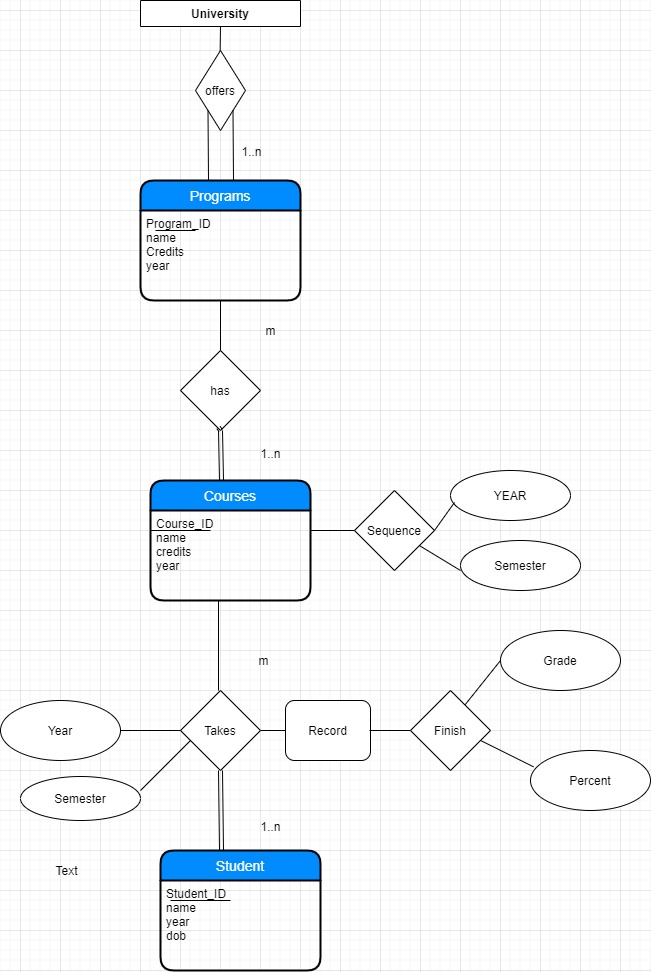 University
offers
1..n
Programs
Program_ID
name
Credits
year
m
has
1..n
Courses
Course_ID
name
credits
year
Sequence
YEAR
Semester
m
Grade
Year
Takes
Record
Finish
Percent
Semester
1..n
Student
Text
Student_ID
name
year
dob